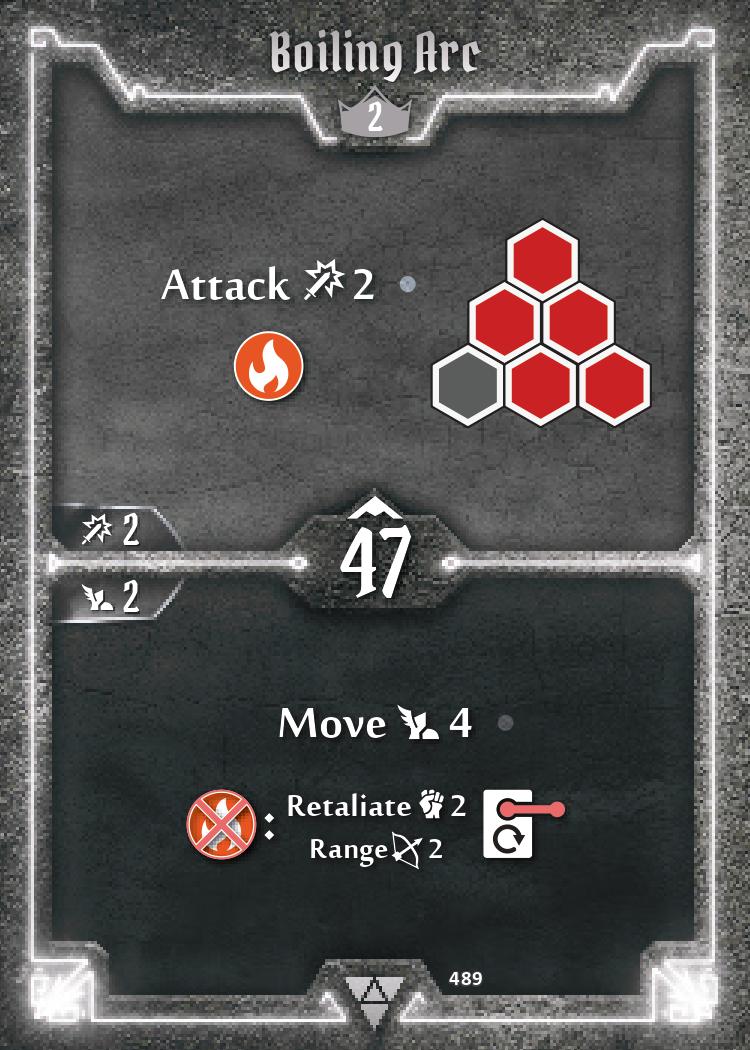 Boiling Arc
2
Attack 2
2
47
2
Move 4
: Retaliate 2
Range 2
489